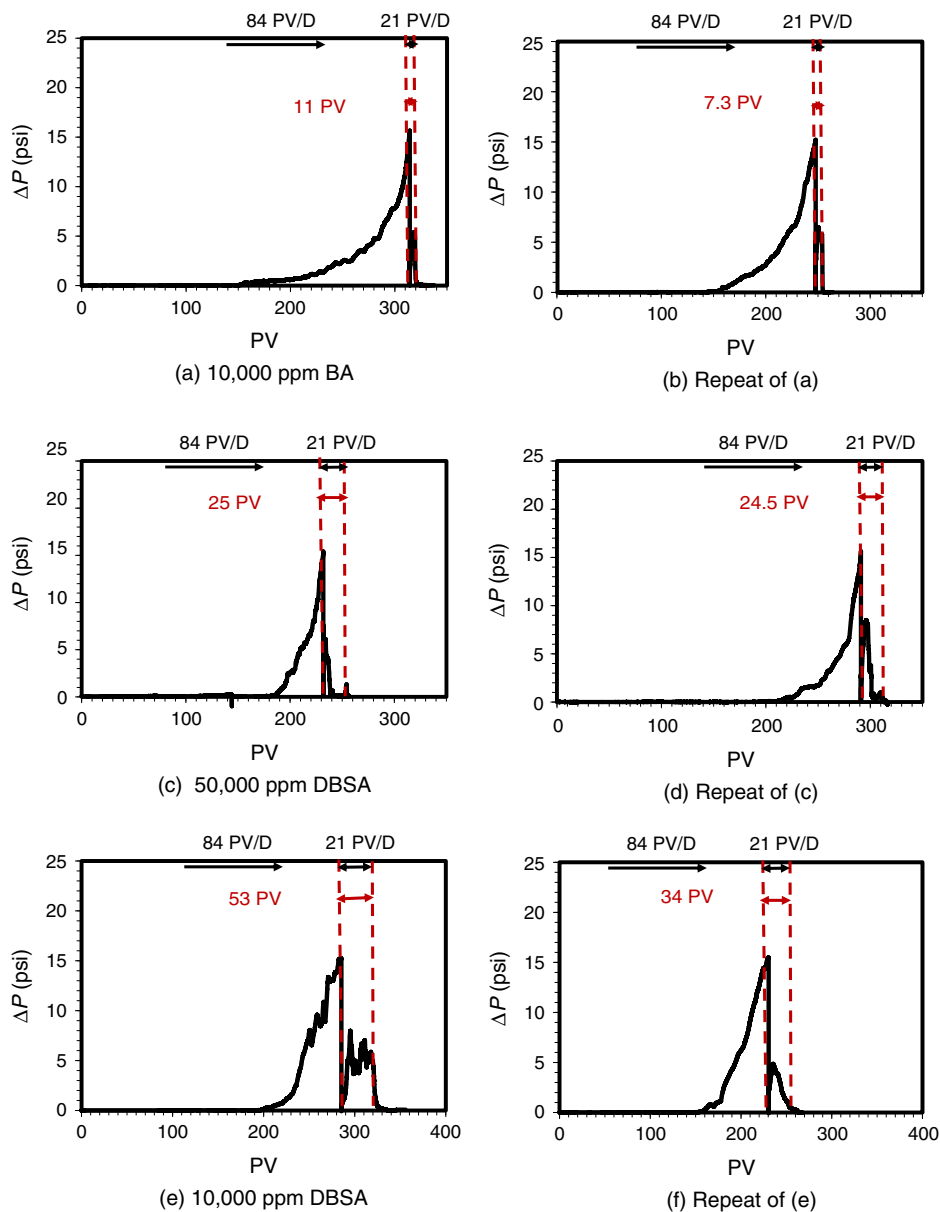 84 PV/D 21 PV/D
25
20
15
10
5
0
ΔP (psi)
11 PV
0 100 200 300
PV
(a) 10,000 ppm BA
84 PV/D 21 PV/D
25
20
15
10
5
0
ΔP (psi)
7.3 PV
0 100 200 300
PV
(b) Repeat of (a)
84 PV/D 21 PV/D
25
20
15
10
5
0
ΔP (psi)
25 PV
0 100 200 300
PV
(c) 50,000 ppm DBSA
84 PV/D 21 PV/D
25
20
15
10
5
0
ΔP (psi)
24.5 PV
0 100 200 300
PV
(d) Repeat of (c)
84 PV/D 21 PV/D
25
20
15
10
5
0
ΔP (psi)
53 PV
0 100 200 300 400
PV
(e) 10,000 ppm DBSA
84 PV/D 21 PV/D
25
20
15
10
5
0
ΔP (psi)
34 PV
0 100 200 300 400
PV
(f) Repeat of (e)